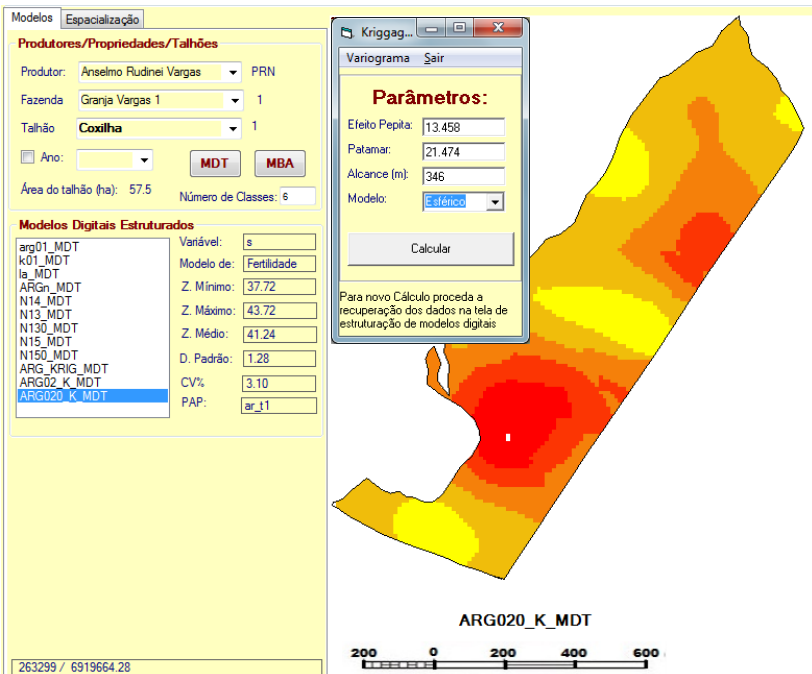 Modelos Espacialização
Produtores/Propriedades/Talhões
Produtor: Anselmo Rudinei Vargas PRN
Fazenda Granja Vargas 1 1
Talhão Coxilha 1
Ano: MDT MBA
Área do talhão (ha): 57.5 Número de Classes: 6
Modelos Digitais Estruturados
arg01_MDT
k01_MDT
la_MDT
ARGn_MDT
N14_MDT
N13_MDT
N130_MDT
N15_MDT
N150_MDT
ARG_KRIG_MDT
ARG02_K_MDT
ARG020_K_MDT
Variável: s
Modelo de: Fertilidade
Z. Mínimo: 37.72
Z. Máximo: 43.72
Z. Médio: 41.24
D. Padrão: 1.28
CV% 3.10
PAP: ar_t1
263299 / 6919664.28
Kriggag...
Variograma Sair
Parâmetros:
Efeito Pepita: 13.458
Patamar: 21.474
Alcance (m): 346
Modelo: Esférico
Calcular
Para novo Cálculo proceda a
recuperação dos dados na tela de
estruturação de modelos digitais
ARG020_K_MDT
200 0 200 400 600